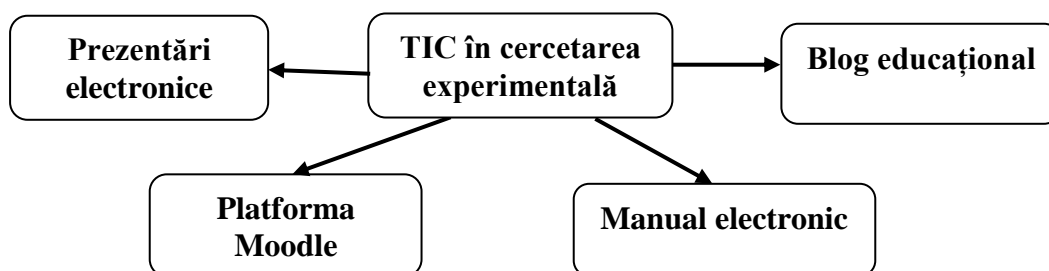 Prezentări
electronice
TIC în cercetarea
experimentală
Blog educațional
Platforma
Moodle
Manual electronic